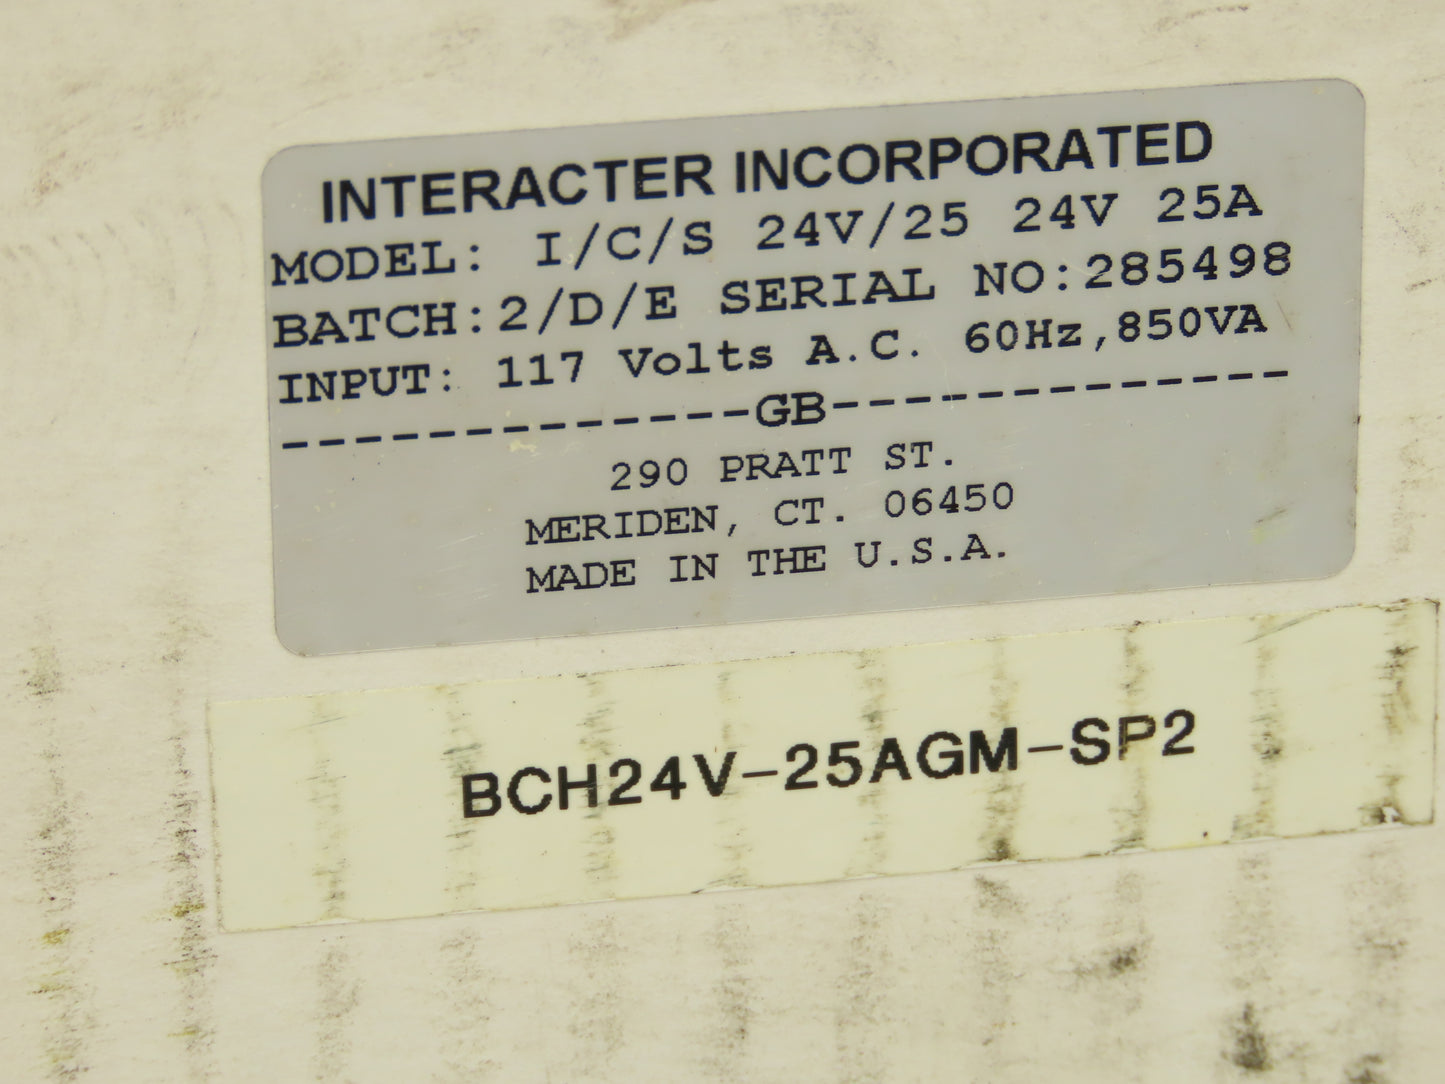 INTERACTER INCORPORATED
MODEL: I/C/S 24V/25 24V 25A
BATCH:2/D/E SERIAL NO:285498
INPUT: 117 Volts A.C. 60Hz,850VA
-------------GB-------------
290 PRATT ST.
MERIDEN, CT. 06450
MADE IN THE U.S.A.
BCH24V-25AGM-SP2